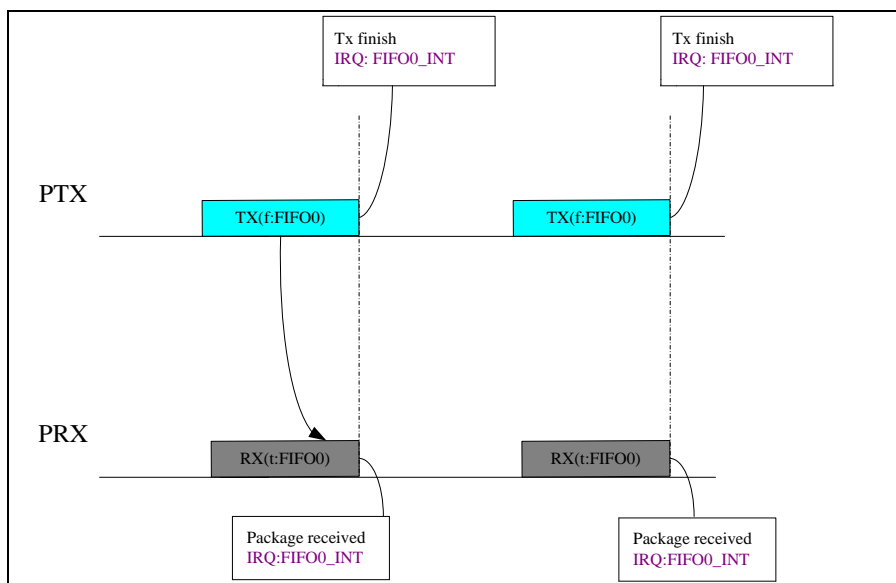 Tx finish
IRQ: FIFO0_INT
Tx finish
IRQ: FIFO0_INT
PTX
TX(f:FIFO0)
TX(f:FIFO0)
PRX
RX(t:FIFO0)
RX(t:FIFO0)
Package received
IRQ:FIFO0_INT
Package received
IRQ:FIFO0_INT